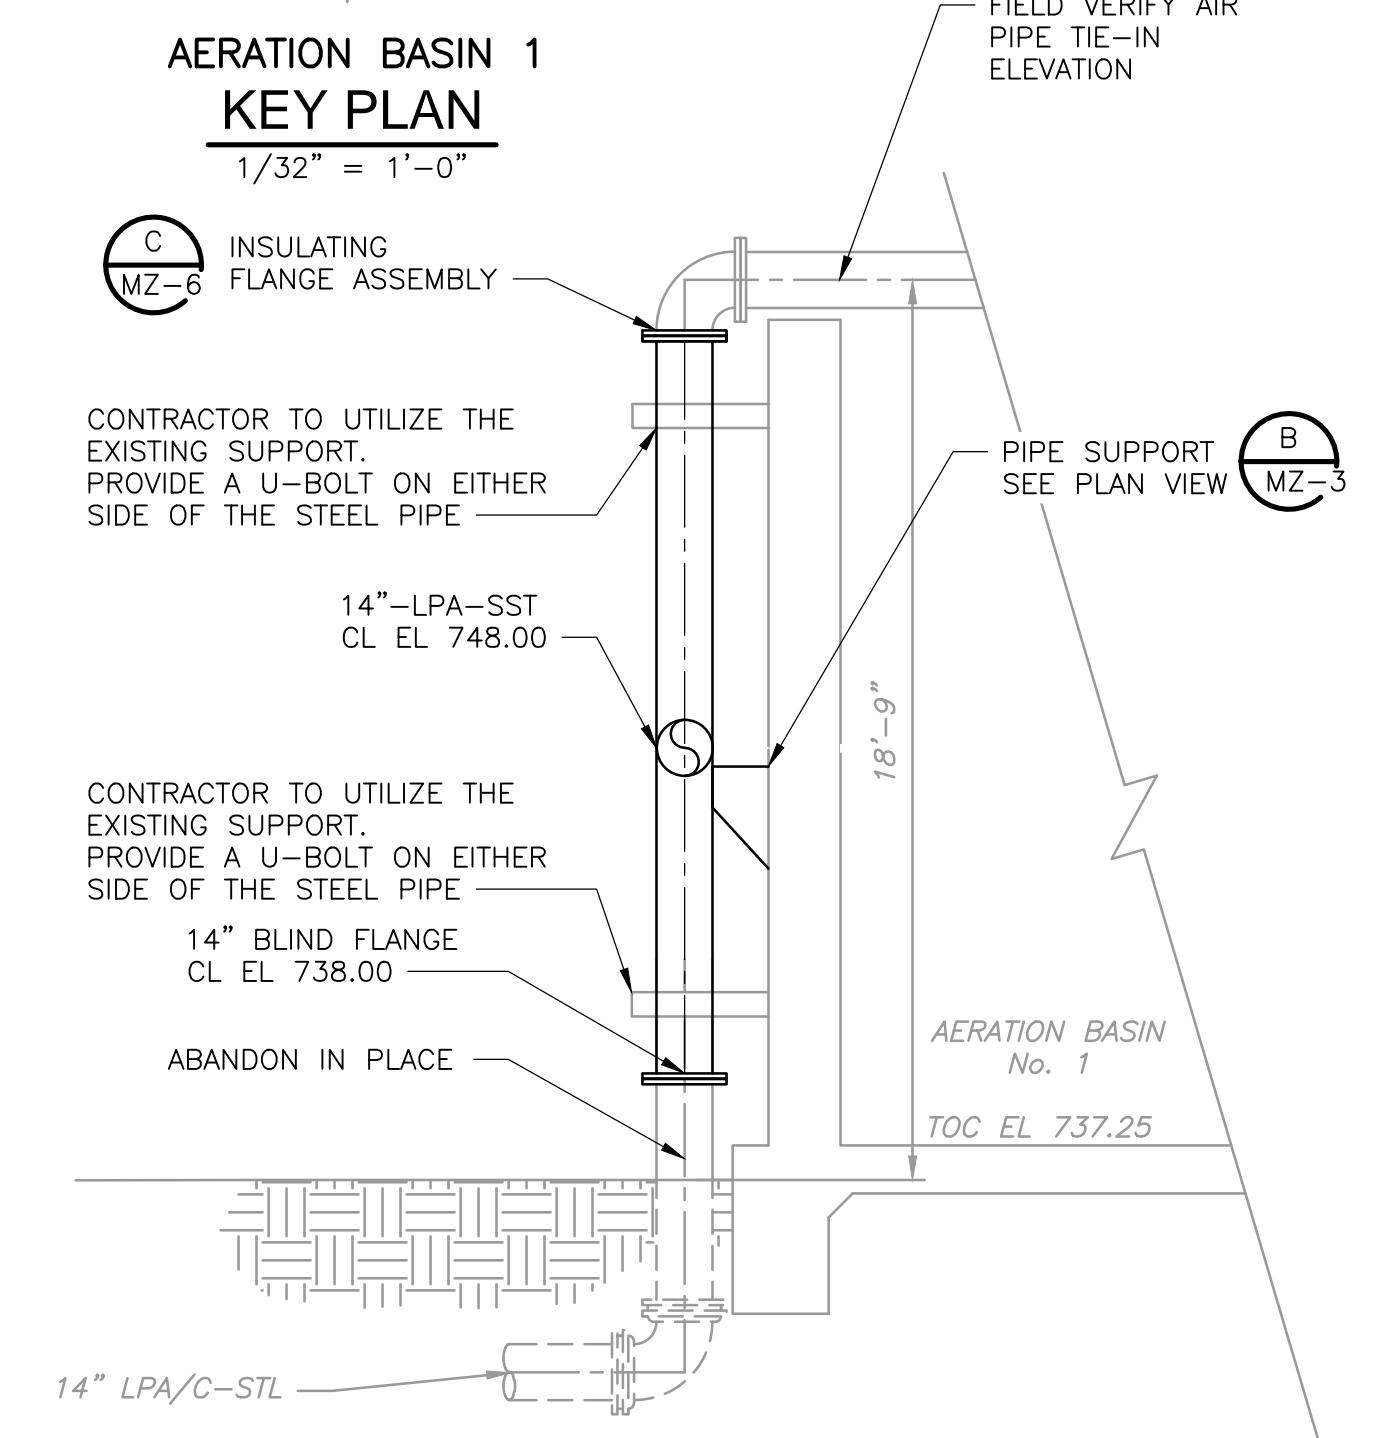 FIELD VERIFY AIR
PIPE TIE-IN
ELEVATION
AERATION BASIN 1
KEY PLAN
1/32" = 1'-0"
C
MZ-6
INSULATING
FLANGE ASSEMBLY
CONTRACTOR TO UTILIZE THE
EXISTING SUPPORT.
PROVIDE A U-BOLT ON EITHER
SIDE OF THE STEEL PIPE
PIPE SUPPORT
SEE PLAN VIEW
B
MZ-3
14"-LPA-SST
CL EL 748.00
18'-9"
CONTRACTOR TO UTILIZE THE
EXISTING SUPPORT.
PROVIDE A U-BOLT ON EITHER
SIDE OF THE STEEL PIPE
14" BLIND FLANGE
CL EL 738.00
ABANDON IN PLACE
AERATION BASIN
No. 1
TOC EL 737.25
14" LPA/C-STL